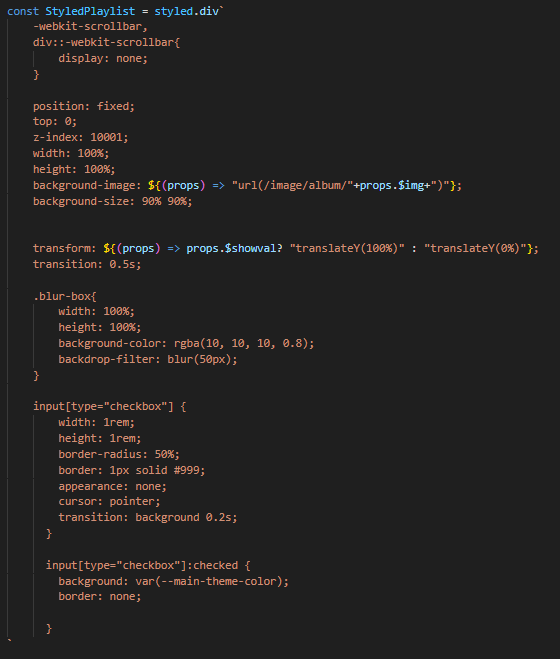 const StyledPlaylist = styled.div`
-webkit-scrollbar,
div::-webkit-scrollbar{
display: none;
}
position: fixed;
top: 0;
z-index: 10001;
width: 100%;
height: 100%;
background-image: ${(props) => "url(/image/album/"+props.$img+")"};
background-size: 90% 90%;
transform: ${(props) => props.$showval? "translateY(100%)" : "translateY(0%)"};
transition: 0.5s;
.blur-box{
width: 100%;
height: 100%;
background-color: rgba(10, 10, 10, 0.8);
backdrop-filter: blur(50px);
}
input[type="checkbox"] {
width: 1rem;
height: 1rem;
border-radius: 50%;
border: 1px solid #999;
appearance: none;
cursor: pointer;
transition: background 0.2s;
}
input[type="checkbox"]:checked {
background: var(--main-theme-color);
border: none;
}
`